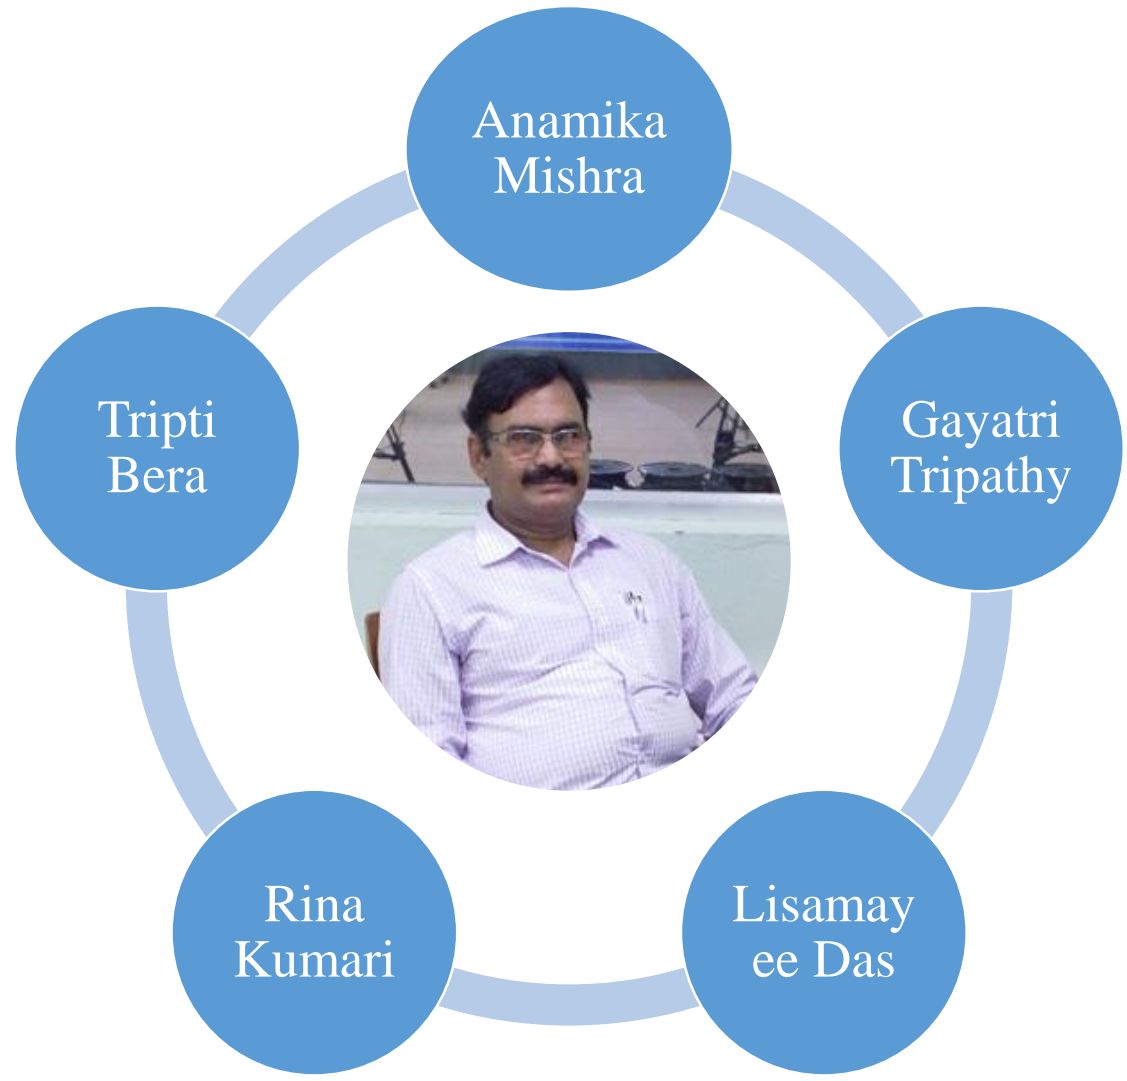 Anamika
Mishra
Gayatri
Tripathy
Lisamay
ee Das
Rina
Kumari
Tripti
Bera